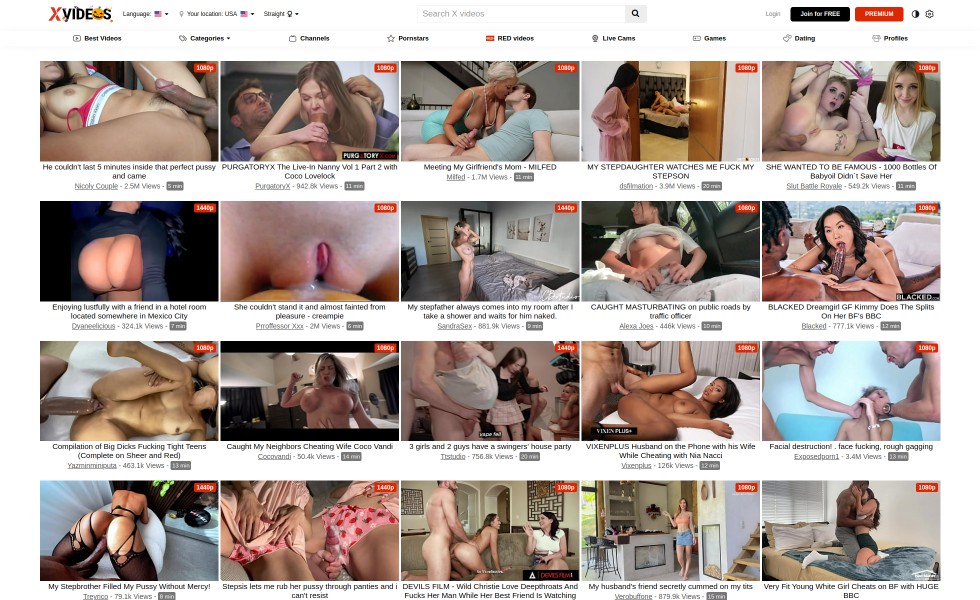 XVIDEOS
Language:
Your location: USA
Straight
Search X videos
Login
Join for FREE
PREMIUM
Best Videos
Categories
Channels
Pornstars
RED videos
Live Cams
Games
Dating
Profiles
1080p
1080p
1080p
1080p
1080p
He couldn't last 5 minutes inside that perfect pussy
and came
Nicoly Couple - 2.5M Views - 5 min
PURGATORYX The Live-In Nanny Vol 1 Part 2 with
Coco Lovelock
PurgatoryX - 942.8k Views - 11 min
Meeting My Girlfriend's Mom - MILFED
Milfed - 1.7M Views - 11 min
MY STEPDAUGHTER WATCHES ME FUCK MY
STEPSON
dsfilmation - 3.9M Views - 20 min
SHE WANTED TO BE FAMOUS - 1000 Bottles Of
Babyoil Didn´t Save Her
Slut Battle Royale - 549.2k Views - 11 min
1440p
1080p
1440p
1080p
1080p
BLACKED
Enjoying lustfully with a friend in a hotel room
located somewhere in Mexico City
Dyaneelicious - 324.1k Views - 7 min
She couldn't stand it and almost fainted from
pleasure - creampie
Prroffessor Xxx - 2M Views - 6 min
My stepfather always comes into my room after I
take a shower and waits for him naked.
SandraSex - 881.9k Views - 8 min
CAUGHT MASTURBATING on public roads by
traffic officer
Alexa Joes - 446k Views - 10 min
BLACKED Dreamgirl GF Kimmy Does The Splits
On Her BF's BBC
Blacked - 777.1k Views - 12 min
1080p
1080p
1440p
1080p
1080p
vape fell
VIXEN PLUS+
Compilation of Big Dicks Fucking Tight Teens
(Complete on Sheer and Red)
Yazminminiputa - 463.1k Views - 13 min
Caught My Neighbors Cheating Wife Coco Vandi
Cocovandi - 50.4k Views - 14 min
3 girls and 2 guys have a swingers' house party
Ttstudio - 756.8k Views - 20 min
VIXENPLUS Husband on the Phone with his Wife
While Cheating with Nia Nacci
Vixenplus - 126k Views - 12 min
Facial destruction! . face fucking, rough gagging
Exposedporn1 - 3.4M Views - 13 min
1440p
1440p
1080p
1080p
1080p
DEVILS FILM
My Stepbrother Filled My Pussy Without Mercy!
Treyrico - 79.1k Views - 8 min
Stepsis lets me rub her pussy through panties and i
can't resist
DEVILS FILM - Wild Christie Love Deepthroats And
Fucks Her Man While Her Best Friend Is Watching
My husband's friend secretly cummed on my tits
Verobuffone - 879.9k Views - 15 min
Very Fit Young White Girl Cheats on BF with HUGE
BBC